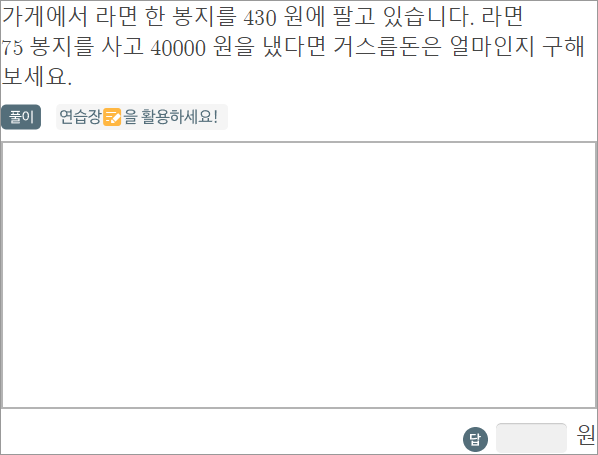 가게에서 라면 한 봉지를 430 원에 팔고 있습니다. 라면
75 봉지를 사고 40000 원을 냈다면 거스름돈은 얼마인지 구해
보세요.
풀이 연습장 을 활용하세요!
답 원